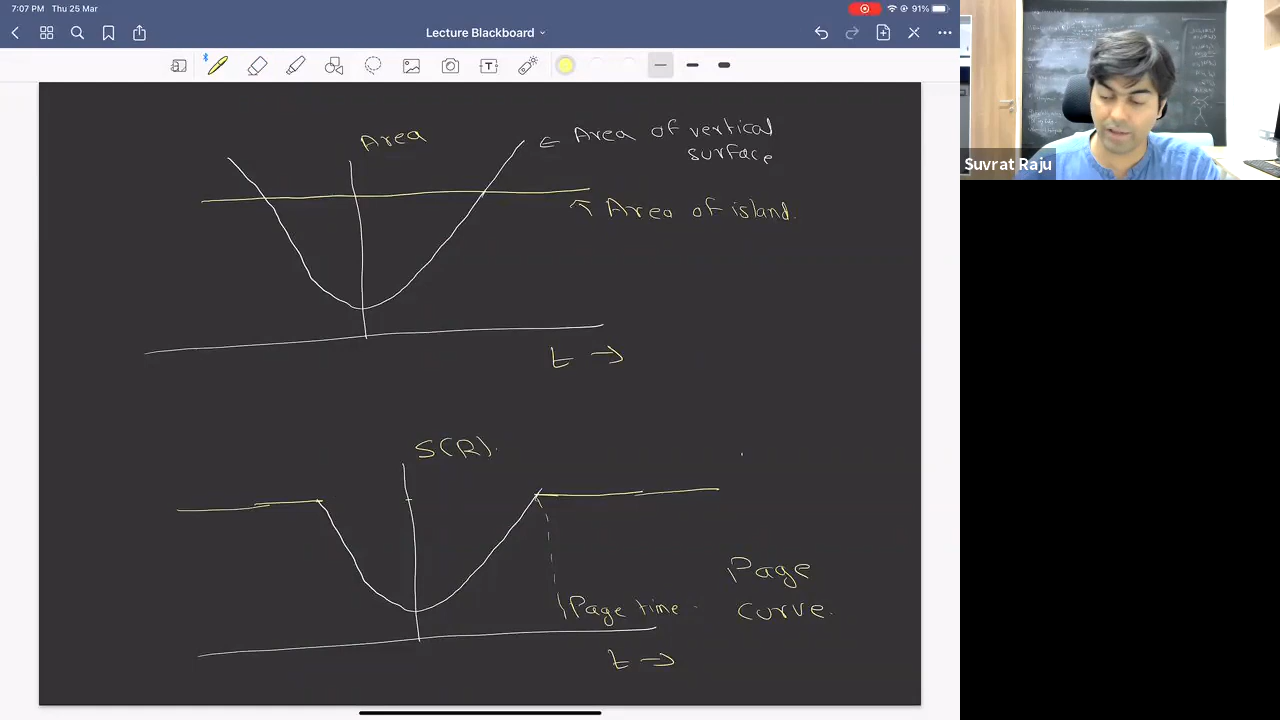 7:07 PM Thu 25 Mar
91%
Lecture Blackboard
T
Area
← Area of vertical
surface
↑ Area of island.
t →
S(R).
Page time.
Page
curve.
t →
Suvrat Raju